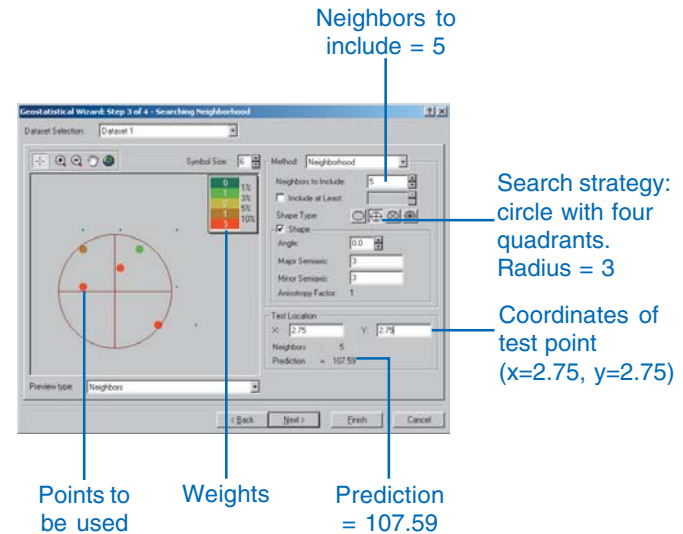 Neighbors to
include = 5
Geostatistical Wizard: Step 3 of 4 - Searching Neighborhood
Dataset Selection: Dataset 1
Symbol Size: 6
Method: Neighborhood
0
1
0
1
3
1%
3%
5%
10%
Neighbors to Include: 5
Include at Least:
Shape Type:
Shape
Angle: 0.0
Major Semiaxis: 3
Minor Semiaxis: 3
Anisotropy Factor: 1
Test Location
X: 2.75 Y: 2.75
Neighbors : 5
Prediction = 107.59
Preview type: Neighbors
< Back
Next >
Finish
Cancel
Search strategy:
circle with four
quadrants.
Radius = 3
Coordinates of
test point
(x=2.75, y=2.75)
Points to
be used
Weights
Prediction
= 107.59